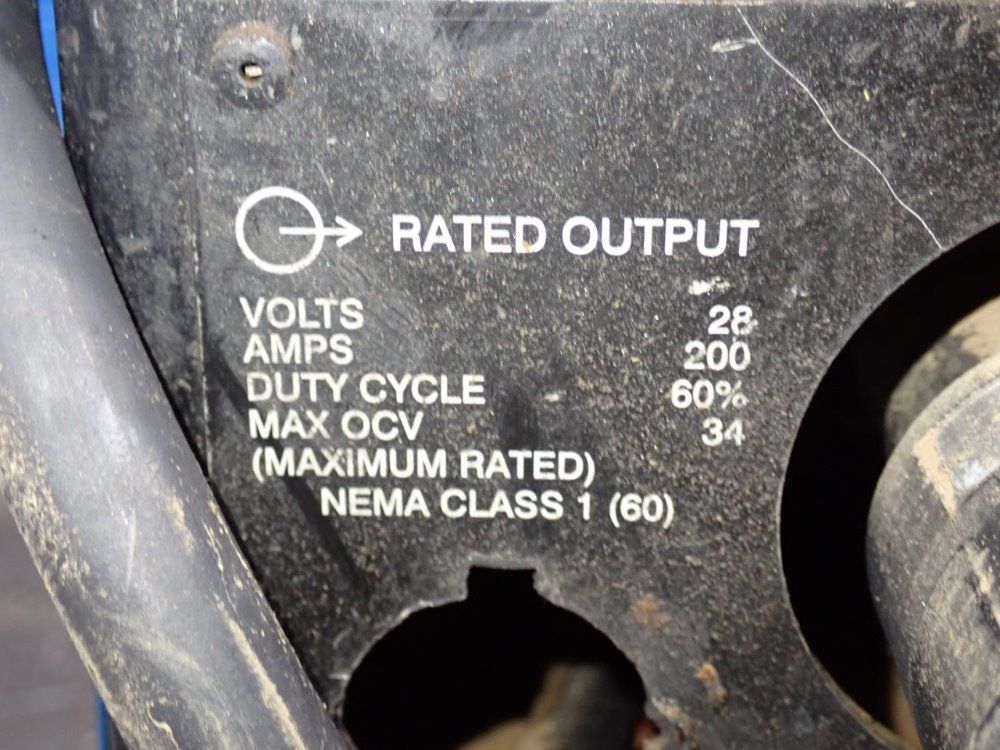 RATED OUTPUT
VOLTS 28
AMPS 200
DUTY CYCLE 60%
MAX OCV 34
(MAXIMUM RATED)
NEMA CLASS 1 (60)